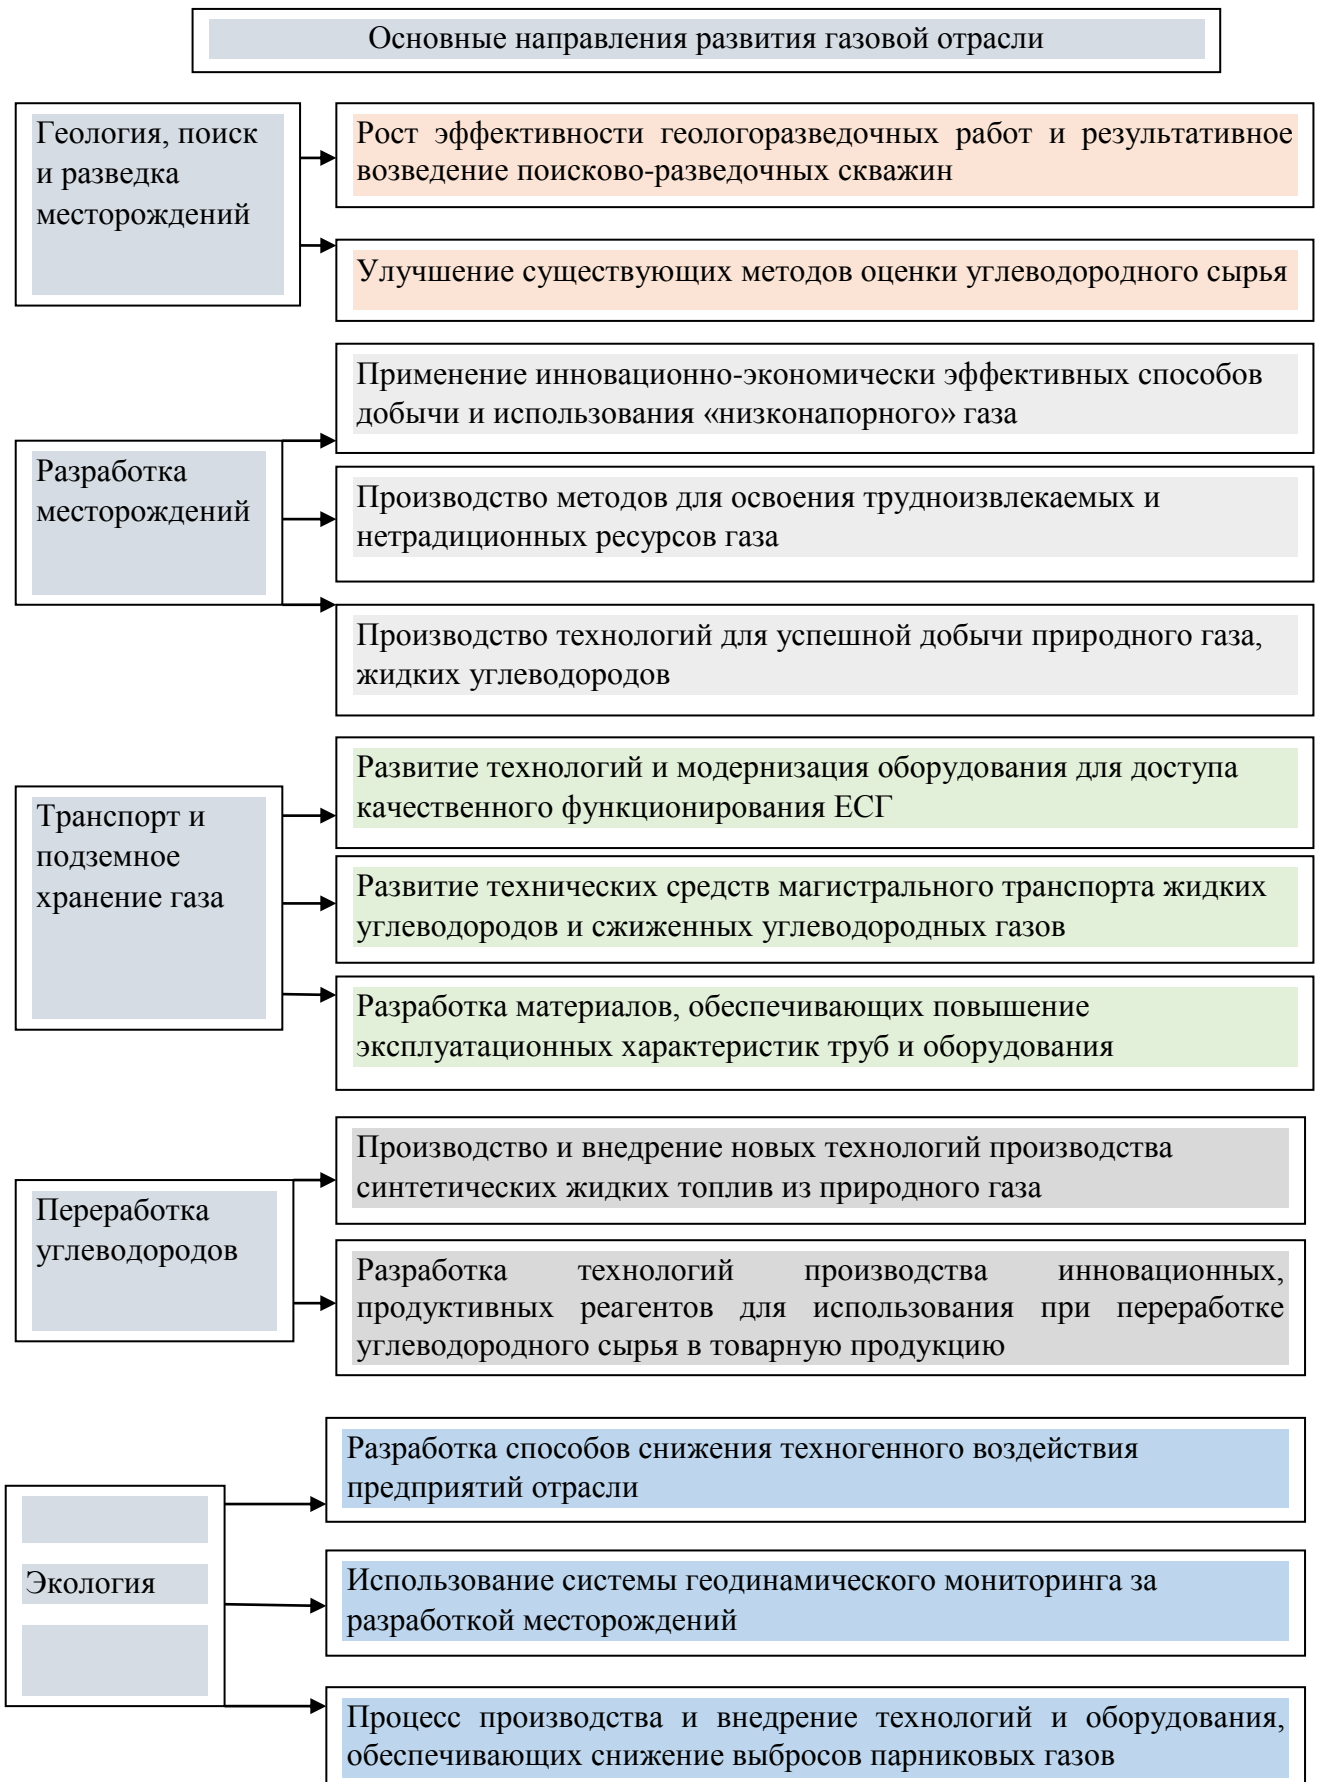 Основные направления развития газовой отрасли
Геология, поиск
и разведка
месторождений
Рост эффективности геологоразведочных работ и результативное
возведение поисково-разведочных скважин
Улучшение существующих методов оценки углеводородного сырья
Разработка
месторождений
Применение инновационно-экономически эффективных способов
добычи и использования «низконапорного» газа
Производство методов для освоения трудноизвлекаемых и
нетрадиционных ресурсов газа
Производство технологий для успешной добычи природного газа,
жидких углеводородов
Транспорт и
подземное
хранение газа
Развитие технологий и модернизация оборудования для доступа
качественного функционирования ЕСГ
Развитие технических средств магистрального транспорта жидких
углеводородов и сжиженных углеводородных газов
Разработка материалов, обеспечивающих повышение
эксплуатационных характеристик труб и оборудования
Переработка
углеводородов
Производство и внедрение новых технологий производства
синтетических жидких топлив из природного газа
Разработка технологий производства инновационных,
продуктивных реагентов для использования при переработке
углеводородного сырья в товарную продукцию
Экология
Разработка способов снижения техногенного воздействия
предприятий отрасли
Использование системы геодинамического мониторинга за
разработкой месторождений
Процесс производства и внедрение технологий и оборудования,
обеспечивающих снижение выбросов парниковых газов